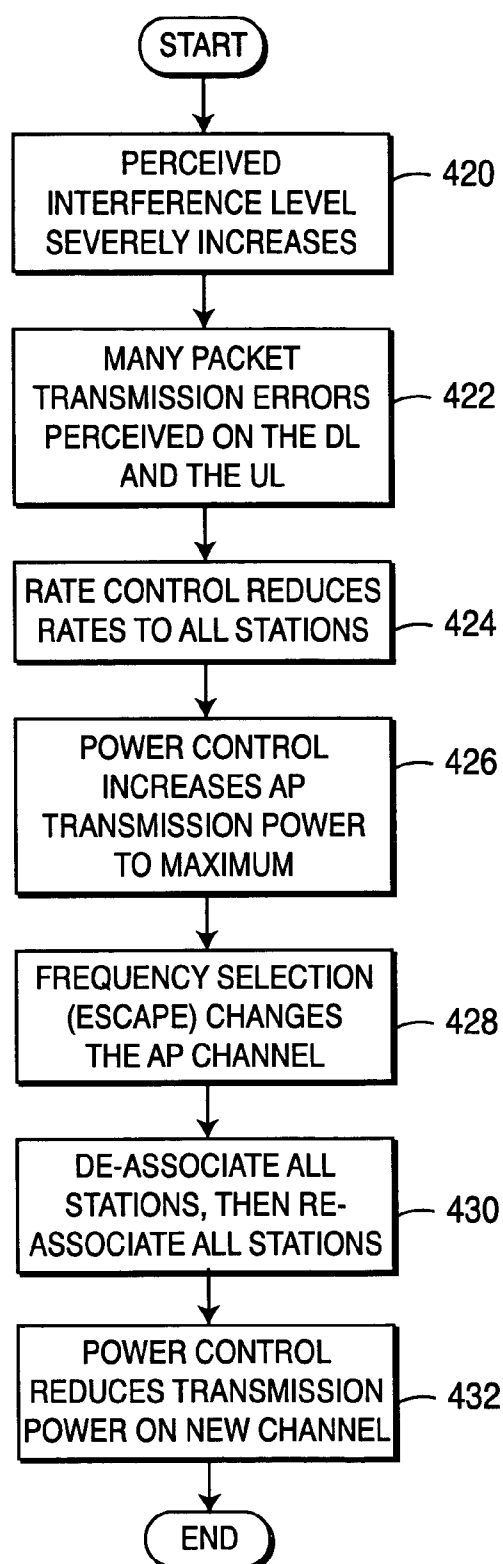 START
PERCEIVED
INTERFERENCE LEVEL
SEVERELY INCREASES
420
MANY PACKET
TRANSMISSION ERRORS
PERCEIVED ON THE DL
AND THE UL
422
RATE CONTROL REDUCES
RATES TO ALL STATIONS
424
POWER CONTROL
INCREASES AP
TRANSMISSION POWER
TO MAXIMUM
426
FREQUENCY SELECTION
(ESCAPE) CHANGES
THE AP CHANNEL
428
DE-ASSOCIATE ALL
STATIONS, THEN RE-
ASSOCIATE ALL STATIONS
430
POWER CONTROL
REDUCES TRANSMISSION
POWER ON NEW CHANNEL
432
END